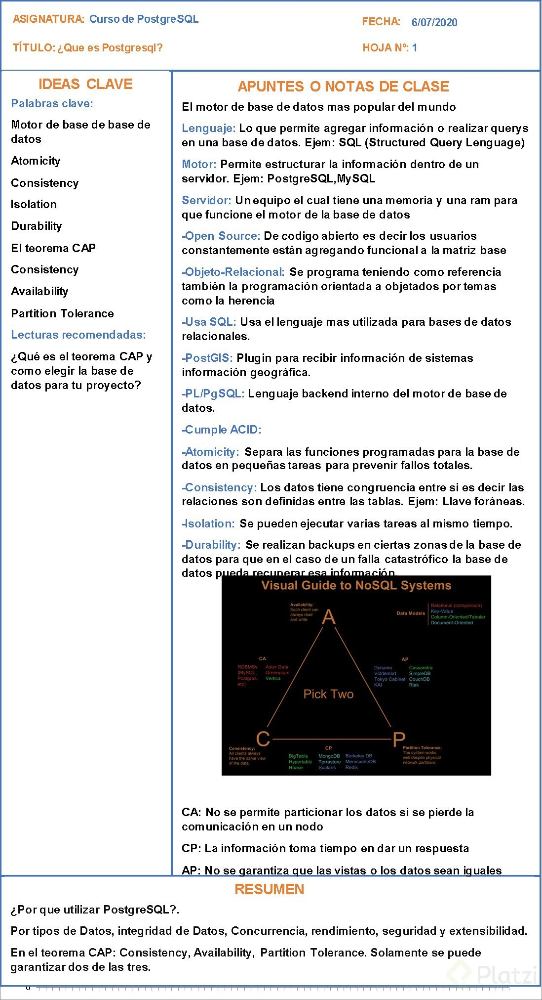 ASIGNATURA: Curso de PostgreSQL
FECHA: 6/07/2020
TÍTULO: ¿Que es Postgresql?
HOJA Nº: 1
IDEAS CLAVE
Palabras clave:
Motor de base de base de
datos
Atomicity
Consistency
Isolation
Durability
El teorema CAP
Consistency
Availability
Partition Tolerance
Lecturas recomendadas:
¿Qué es el teorema CAP y
como elegir la base de
datos para tu proyecto?
APUNTES O NOTAS DE CLASE
El motor de base de datos mas popular del mundo
Lenguaje: Lo que permite agregar información o realizar querys
en una base de datos. Ejem: SQL (Structured Query Lenguage)
Motor: Permite estructurar la información dentro de un
servidor. Ejem: PostgreSQL,MySQL
Servidor: Un equipo el cual tiene una memoria y una ram para
que funcione el motor de la base de datos
-Open Source: De codigo abierto es decir los usuarios
constantemente están agregando funcional a la matriz base
-Objeto-Relacional: Se programa teniendo como referencia
también la programación orientada a objetados por temas
como la herencia
-Usa SQL: Usa el lenguaje mas utilizada para bases de datos
relacionales.
-PostGIS: Plugin para recibir información de sistemas
información geográfica.
-PL/PgSQL: Lenguaje backend interno del motor de base de
datos.
-Cumple ACID:
-Atomicity: Separa las funciones programadas para la base de
datos en pequeñas tareas para prevenir fallos totales.
-Consistency: Los datos tiene congruencia entre si es decir las
relaciones son definidas entre las tablas. Ejem: Llave foráneas.
-Isolation: Se pueden ejecutar varias tareas al mismo tiempo.
-Durability: Se realizan backups en ciertas zonas de la base de
datos para que en el caso de un falla catastrófico la base de
datos pueda recuperar esa información.
Visual Guide to NoSQL Systems
Availability:
Each client can
always read
and write.
A
Data Models
Relational (comparison)
Key-Value
Column-Oriented/Tabular
Document-Oriented
CA
RDBMSs
(MySQL,
Postgres,
etc)
Aster Data
Greenplum
Vertica
AP
Dynamo
Voldemort
Tokyo Cabinet
KAI
Cassandra
SimpleDB
CouchDB
Riak
Pick Two
C
P
Consistency:
All clients always
have the same view
of the data.
CP
BigTable
Hypertable
Hbase
MongoDB
Terrastore
Scalaris
Berkeley DB
MemcacheDB
Redis
Partition Tolerance:
The system works
well despite physical
network partitions.
CA: No se permite particionar los datos si se pierde la
comunicación en un nodo
CP: La información toma tiempo en dar un respuesta
AP: No se garantiza que las vistas o los datos sean iguales
RESUMEN
¿Por que utilizar PostgreSQL?.
Por tipos de Datos, integridad de Datos, Concurrencia, rendimiento, seguridad y extensibilidad.
En el teorema CAP: Consistency, Availability, Partition Tolerance. Solamente se puede
garantizar dos de las tres.
Platzi
0